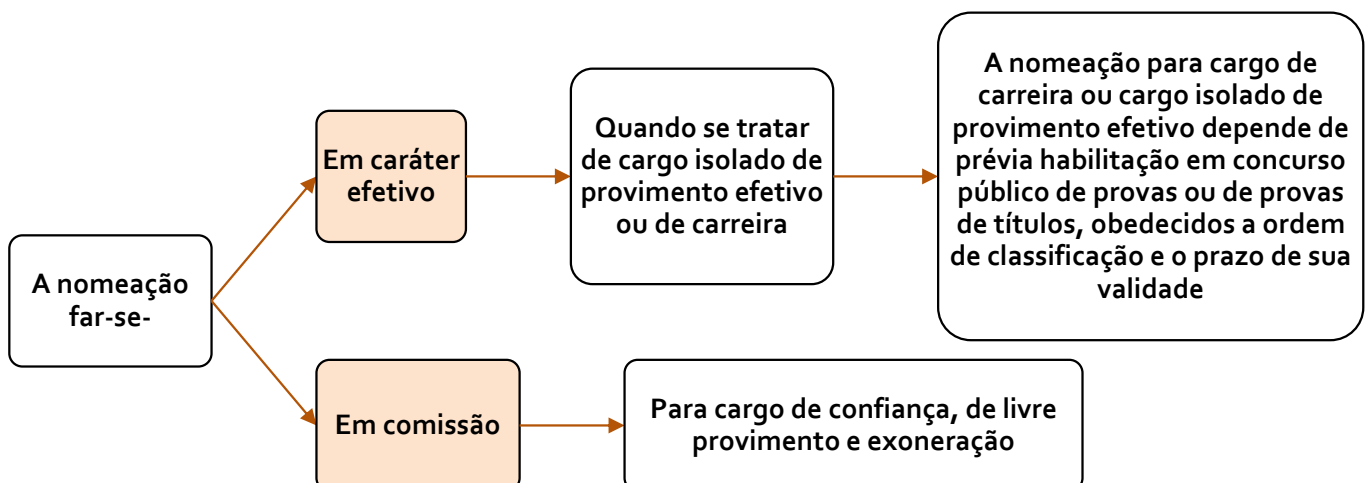 A nomeação
far-se-
Em caráter
efetivo
Quando se tratar
de cargo isolado de
provimento efetivo
ou de carreira
A nomeação para cargo de
carreira ou cargo isolado de
provimento efetivo depende de
prévia habilitação em concurso
público de provas ou de provas
de títulos, obedecidos a ordem
de classificação e o prazo de sua
validade
Em comissão
Para cargo de confiança, de livre
provimento e exoneração